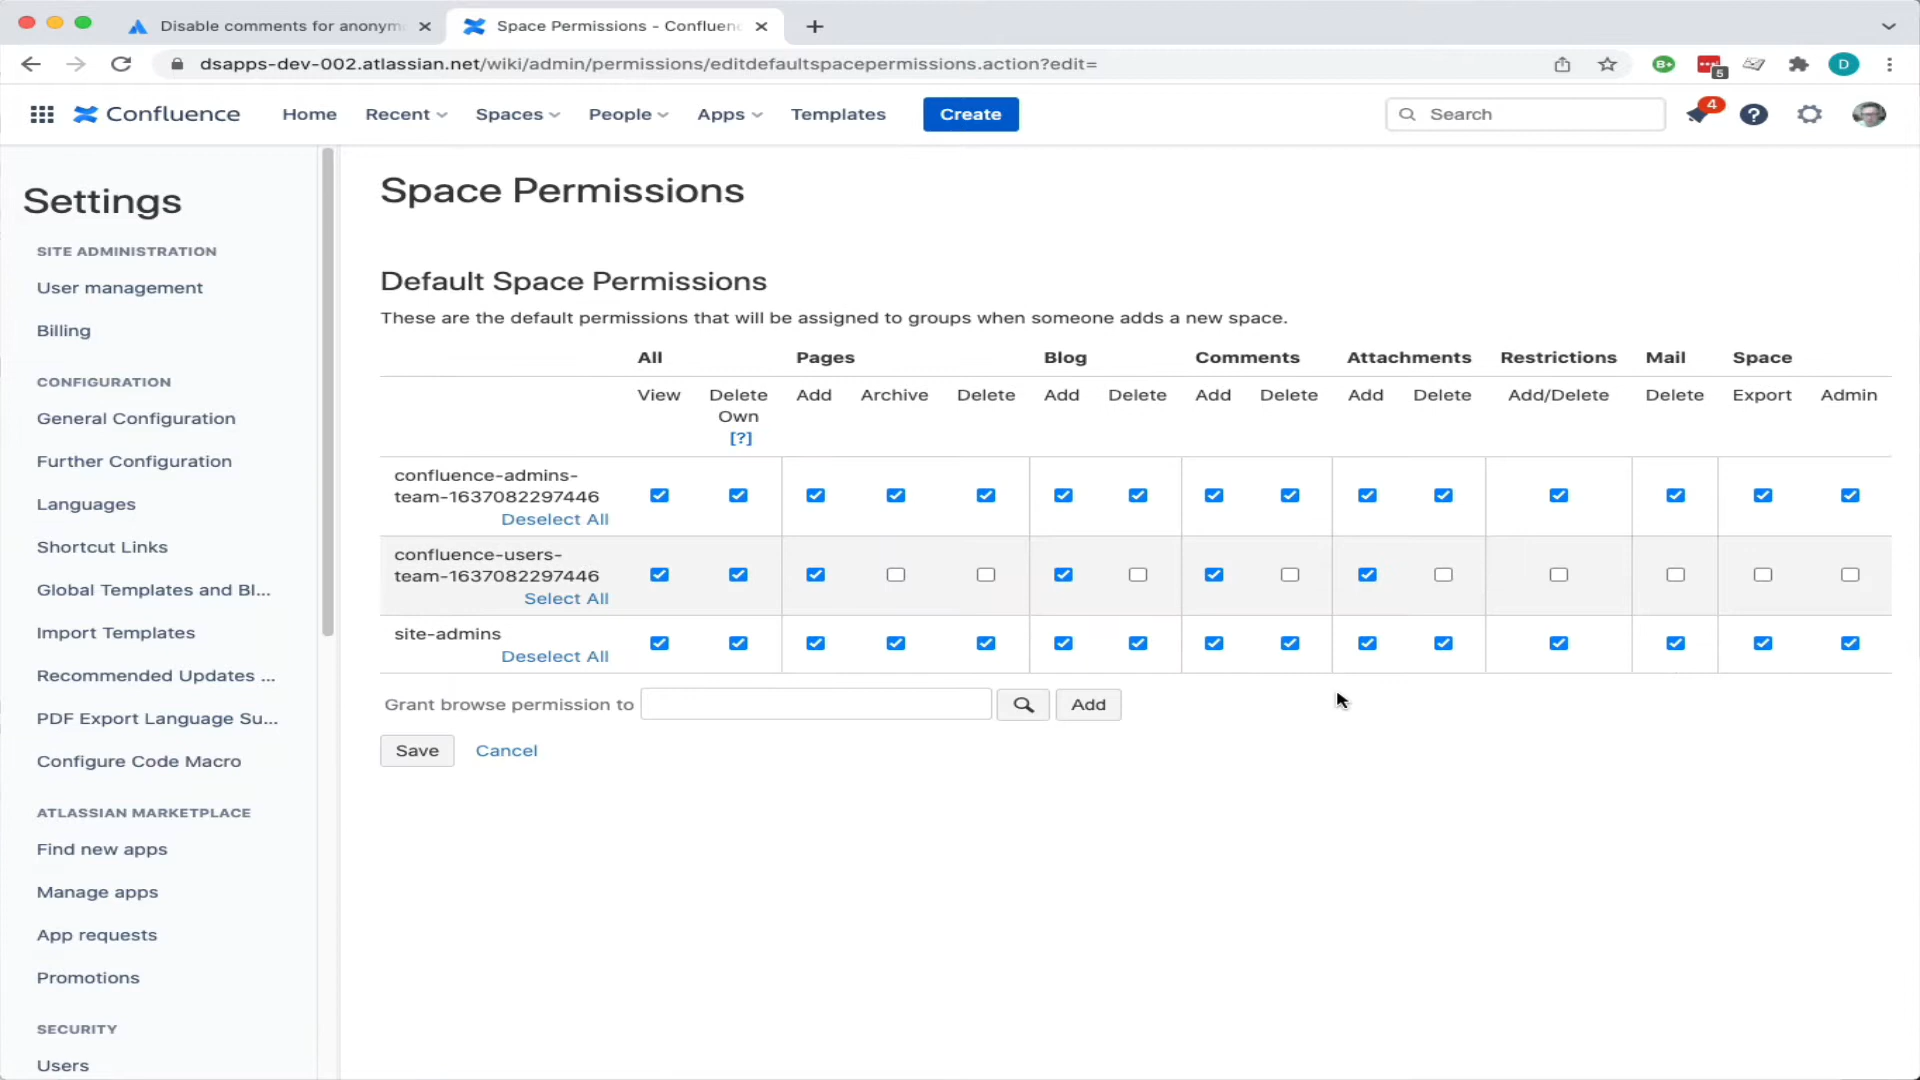 Disable comments for anonym
Space Permissions - Confluenc
dsapps-dev-002.atlassian.net/wiki/admin/permissions/editdefaultspacepermissions.action?edit=
B+
5
D
Confluence
Home
Recent
Spaces
People
Apps
Templates
Create
Search
4
?
Settings
SITE ADMINISTRATION
User management
Billing
CONFIGURATION
General Configuration
Further Configuration
Languages
Shortcut Links
Global Templates and Bl...
Import Templates
Recommended Updates ...
PDF Export Language Su...
Configure Code Macro
ATLASSIAN MARKETPLACE
Find new apps
Manage apps
App requests
Promotions
SECURITY
Users
Space Permissions
Default Space Permissions
These are the default permissions that will be assigned to groups when someone adds a new space.
All Pages Blog Comments Attachments Restrictions Mail Space
View Delete Add Archive Delete Add Delete Add Delete Add Delete Add/Delete Delete Export Admin
Own
[?]
confluence-admins-
team-1637082297446
Deselect All
confluence-users-
team-1637082297446
Select All
site-admins
Deselect All
Grant browse permission to
Add
Save Cancel